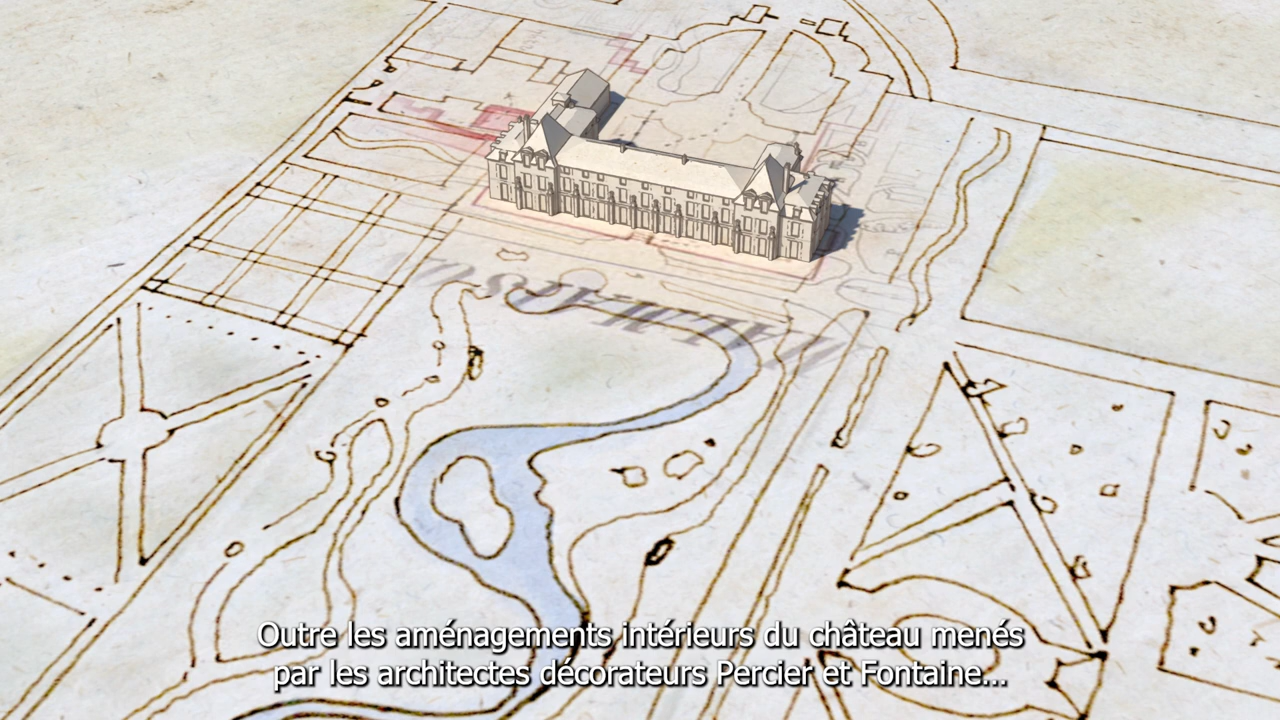 Outre les aménagements intérieurs du château menés
par les architectes décorateurs Percier et Fontaine...